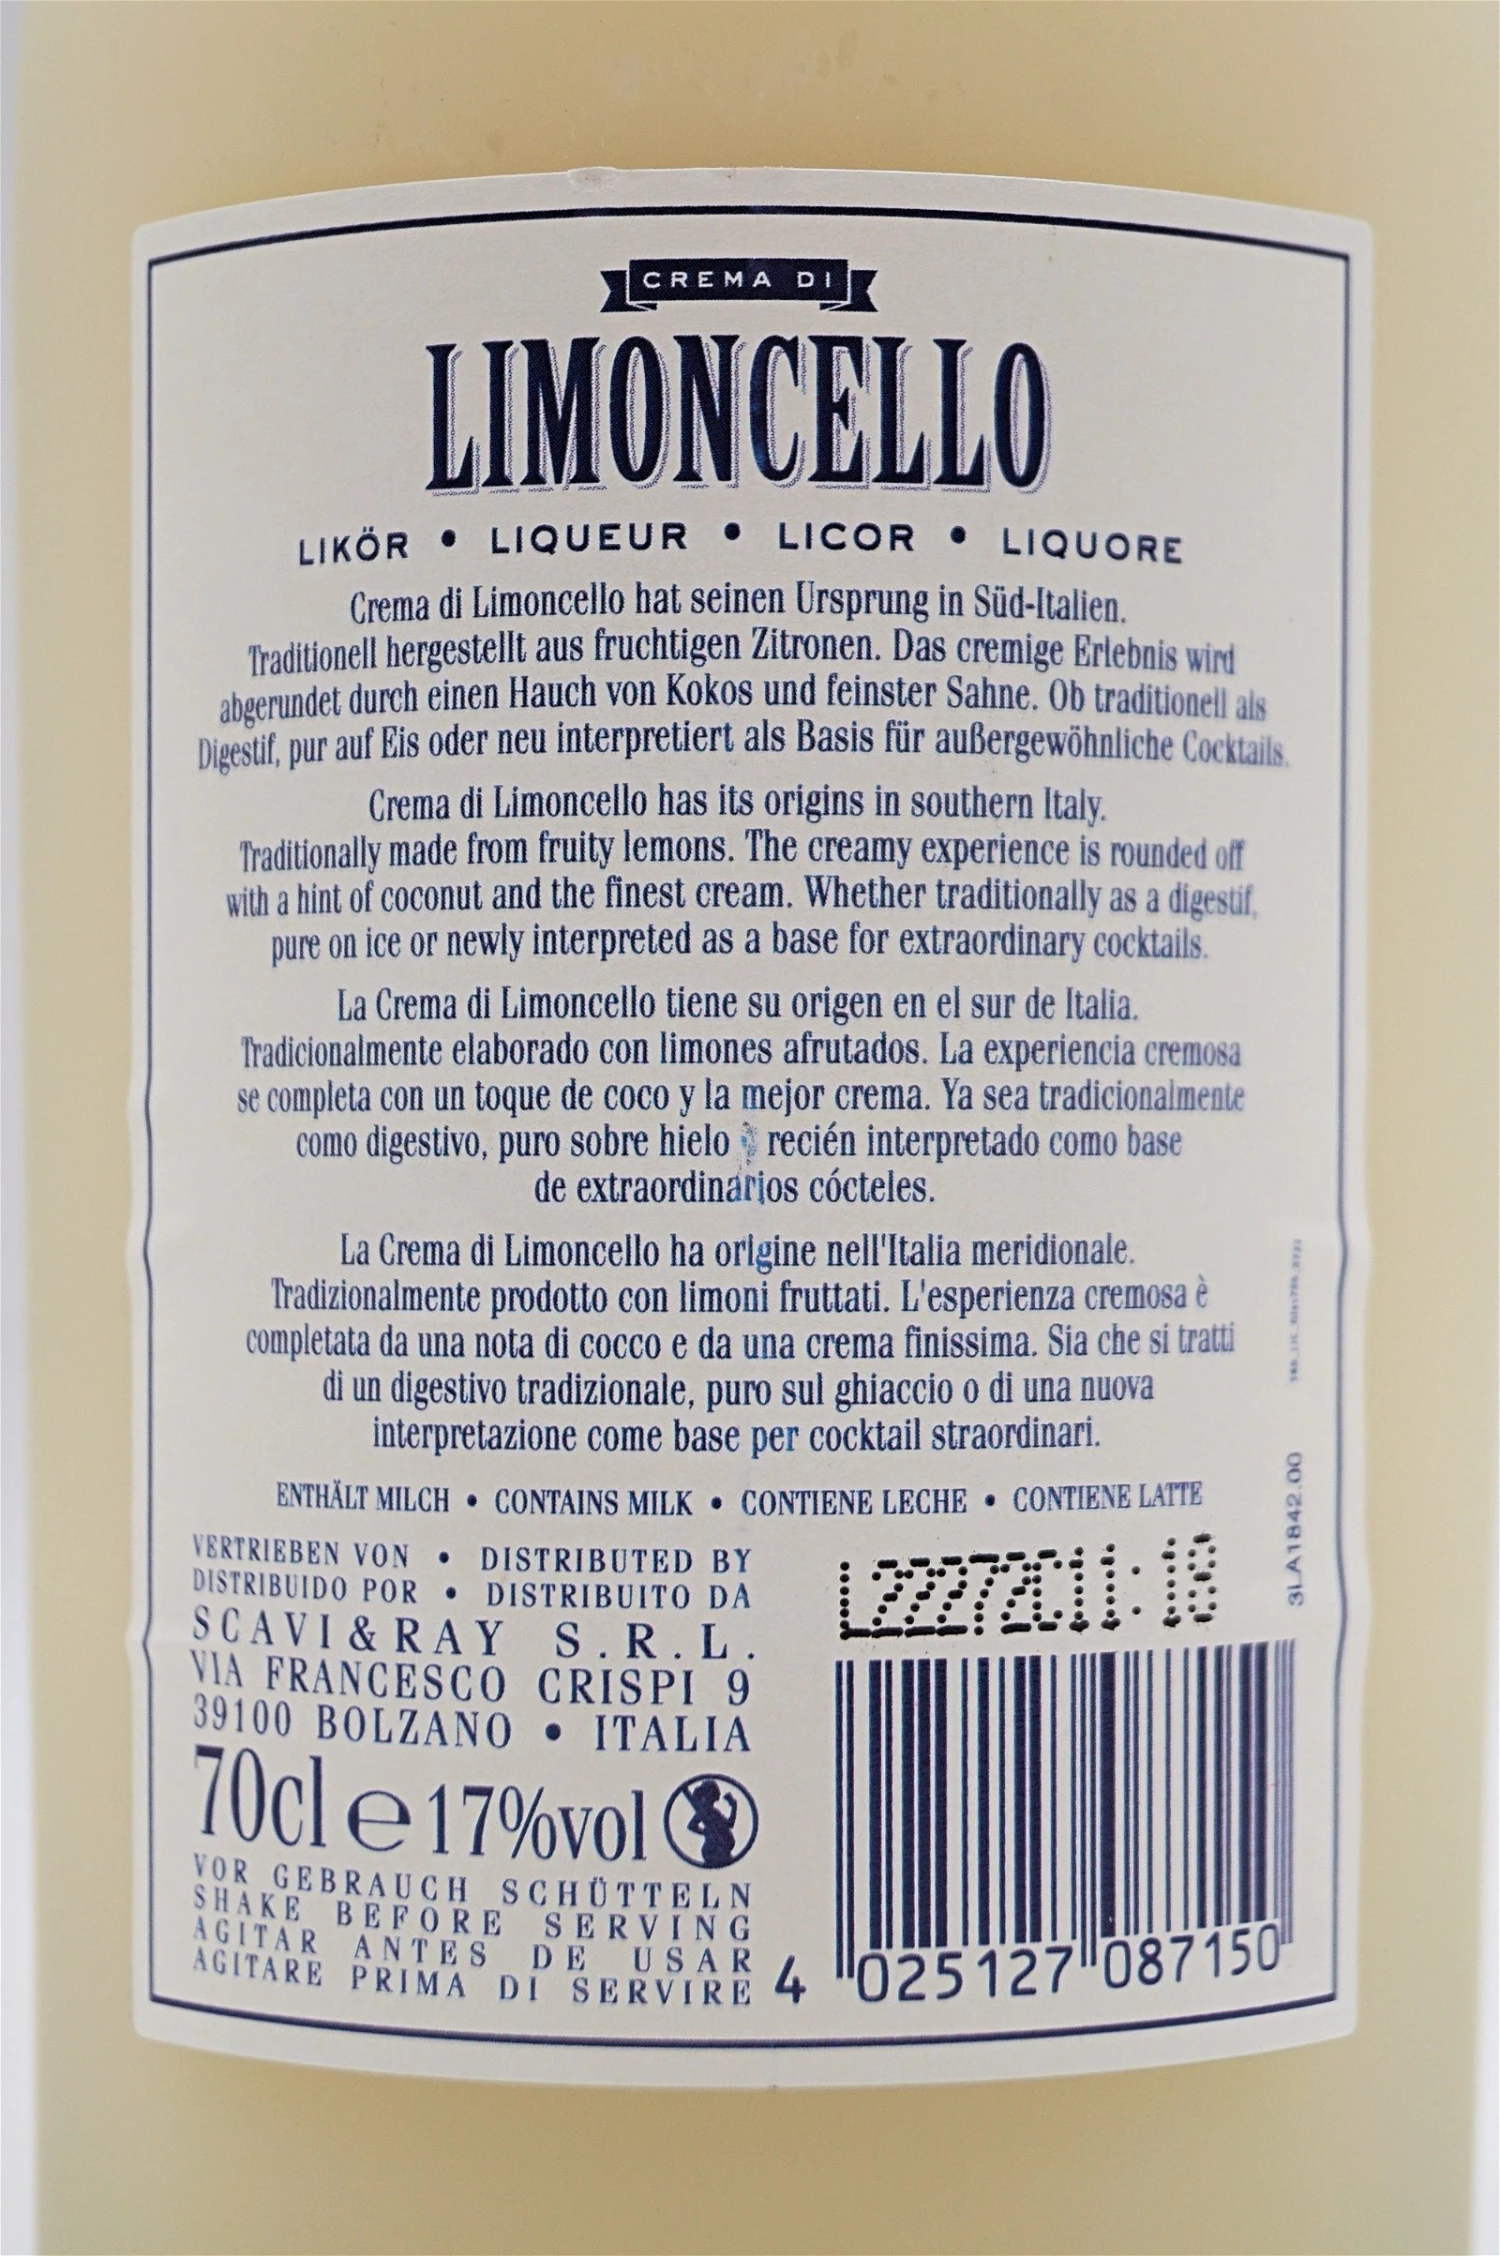 CREMA DI
LIMONCELLO
LIKÖR • LIQUEUR • LICOR • LIQUORE
Crema di Limoncello hat seinen Ursprung in Süd-Italien.
Traditionell hergestellt aus fruchtigen Zitronen. Das cremige Erlebnis wird
abgerundet durch einen Hauch von Kokos und feinster Sahne. Ob traditionell als
Digestif, pur auf Eis oder neu interpretiert als Basis für außergewöhnliche Cocktails.
Crema di Limoncello has its origins in southern Italy.
Traditionally made from fruity lemons. The creamy experience is rounded off
with a hint of coconut and the finest cream. Whether traditionally as a digestif,
pure on ice or newly interpreted as a base for extraordinary cocktails.
La Crema di Limoncello tiene su origen en el sur de Italia.
Tradicionalmente elaborado con limones afrutados. La experiencia cremosa
se completa con un toque de coco y la mejor crema. Ya sea tradicionalmente
como digestivo, puro sobre hielo recién interpretado como base
de extraordinarios cócteles.
La Crema di Limoncello ha origine nell'Italia meridionale.
Tradizionalmente prodotto con limoni fruttati. L'esperienza cremosa è
completata da una nota di cocco e da una crema finissima. Sia che si tratti
di un digestivo tradizionale, puro sul ghiaccio o di una nuova
interpretazione come base per cocktail straordinari.
ENTHÄLT MILCH • CONTAINS MILK • CONTIENE LECHE • CONTIENE LATTE
VERTRIEBEN VON • DISTRIBUTED BY
DISTRIBUIDO POR • DISTRIBUITO DA
SCAVI&RAY S.R.L.
VIA FRANCESCO CRISPI 9
39100 BOLZANO • ITALIA
70cl e 17%vol
VOR GEBRAUCH SCHÜTTELN
SHAKE BEFORE SERVING
AGITAR ANTES DE USAR
AGITARE PRIMA DI SERVIRE
L22272C11:18
3LA1842.00
4 025127 087150